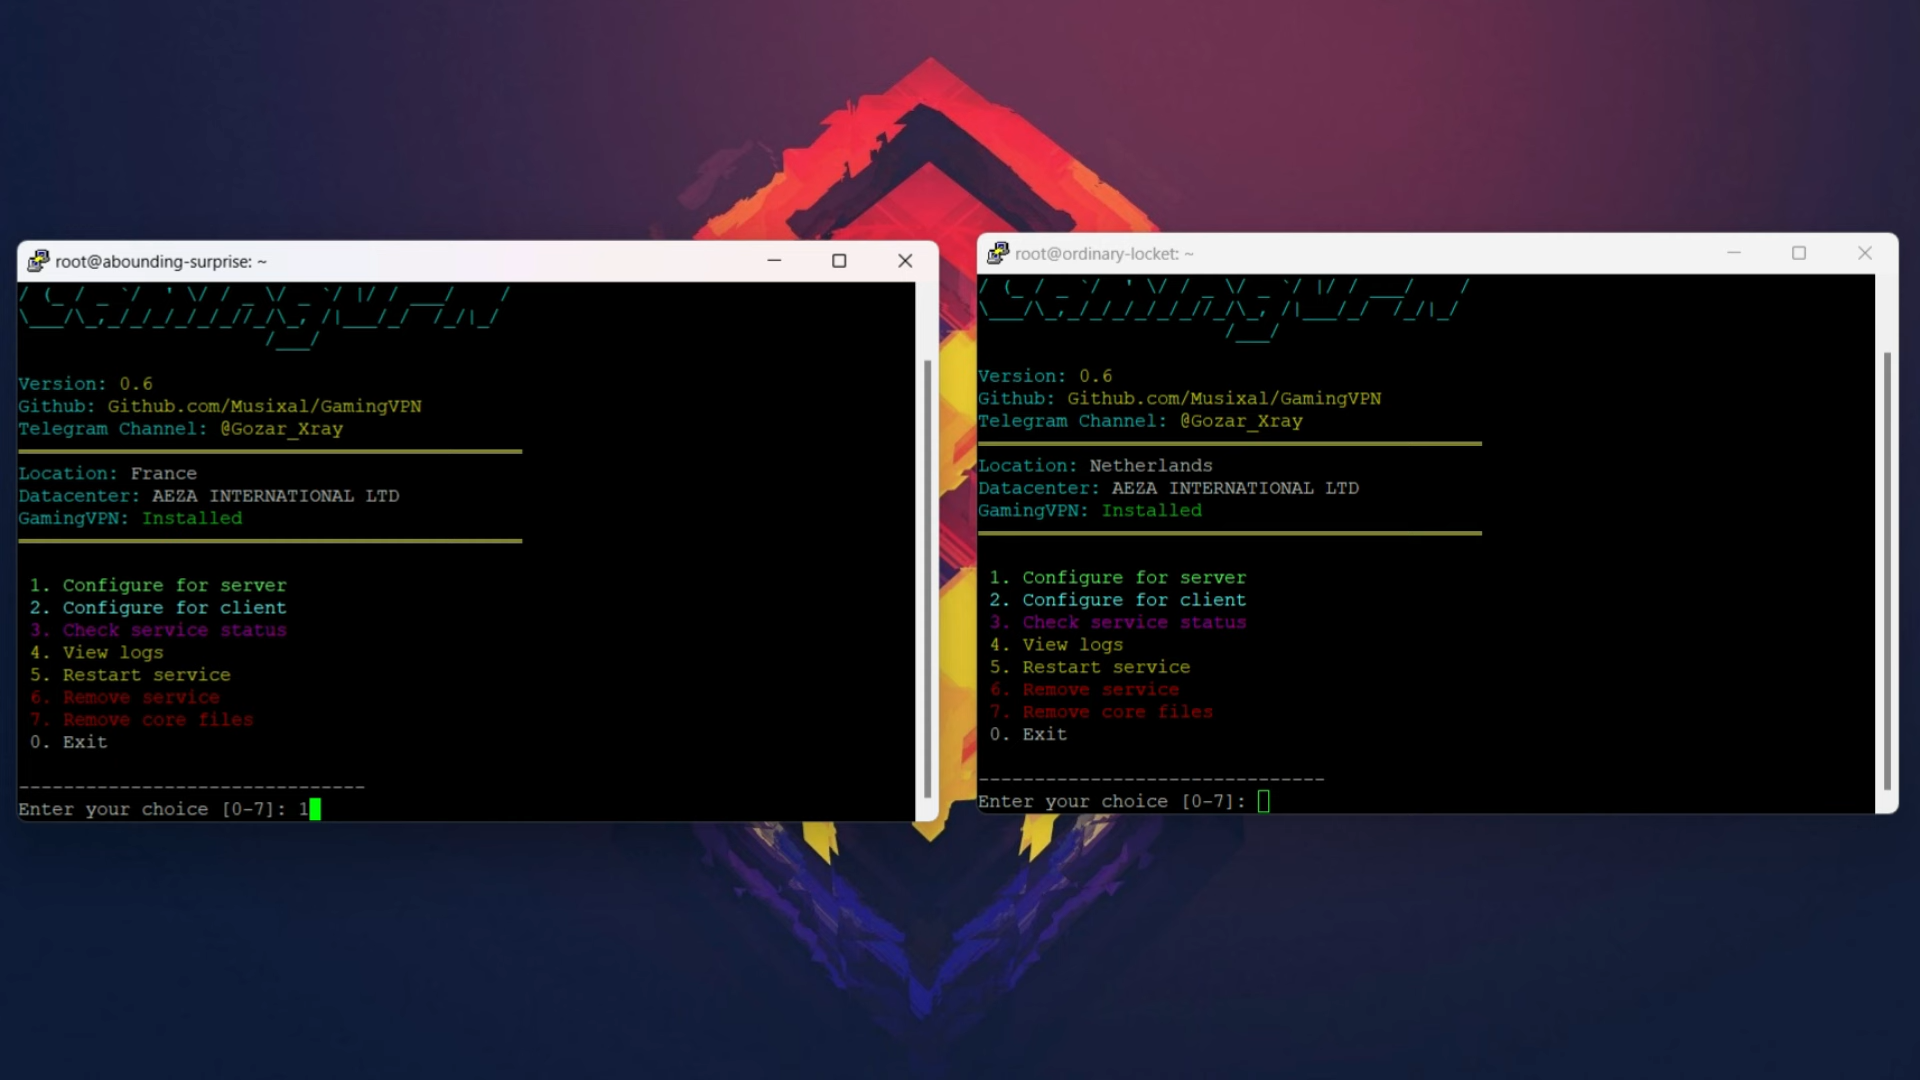 root@abounding-surprise: ~
GamingVPN
Version: 0.6
Github: Github.com/Musixal/GamingVPN
Telegram Channel: @Gozar_Xray
Location: France
Datacenter: AEZA INTERNATIONAL LTD
GamingVPN: Installed
1. Configure for server
2. Configure for client
3. Check service status
4. View logs
5. Restart service
6. Remove service
7. Remove core files
0. Exit
-------------------------------
Enter your choice [0-7]: 1
root@ordinary-locket: ~
GamingVPN
Version: 0.6
Github: Github.com/Musixal/GamingVPN
Telegram Channel: @Gozar_Xray
Location: Netherlands
Datacenter: AEZA INTERNATIONAL LTD
GamingVPN: Installed
1. Configure for server
2. Configure for client
3. Check service status
4. View logs
5. Restart service
6. Remove service
7. Remove core files
0. Exit
-------------------------------
Enter your choice [0-7]: